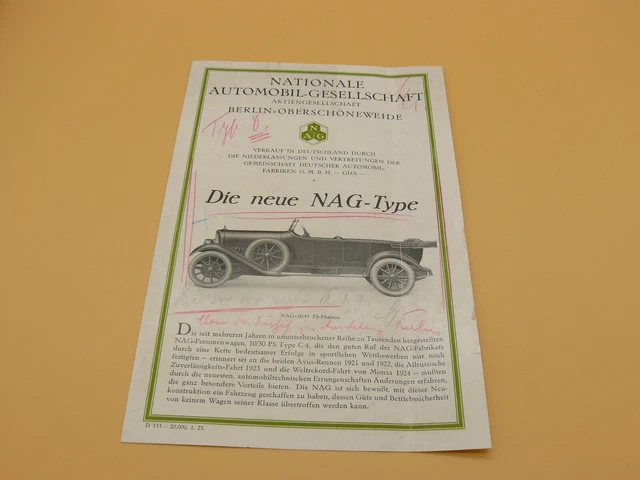 NATIONALE
AUTOMOBIL-GESELLSCHAFT
AKTIENGESELLSCHAFT
BERLIN-OBERSCHÖNEWEIDE
Typ-
N
AG
VERKAUF IN DEUTSCHLAND DURCH
DIE NIEDERLASSUNGEN UND VERTRETUNGEN DER
GEMEINSCHAFT DEUTSCHER AUTOMOBIL-
FABRIKEN G. M. B. H. — GDA—
Die neue NAG-Type
NAG-10/45 PS-Phaeton
Die seit mehreren Jahren in ununterbrochener Reihe zu Tausenden hergestellten
NAG-Personenwagen, 10/30 PS Type C4, die den guten Ruf der NAG-Fabrikate
durch eine Kette bedeutsamer Erfolge in sportlichen Wettbewerben nur noch
festigten — erinnert sei an die beiden Avus-Rennen 1921 und 1922, die Allrussische
Zuverlässigkeits-Fahrt 1923 und die Weltrekord-Fahrt von Monza 1924 — mußten
durch die neuesten, automobiltechnischen Errungenschaften Änderungen erfahren,
die ganz besondere Vorteile bieten. Die NAG ist sich bewußt, mit dieser Neu-
konstruktion ein Fahrzeug geschaffen zu haben, dessen Güte und Betriebssicherheit
von keinem Wagen seiner Klasse übertroffen werden kann.
D 155 — 20,000. 1. 25.